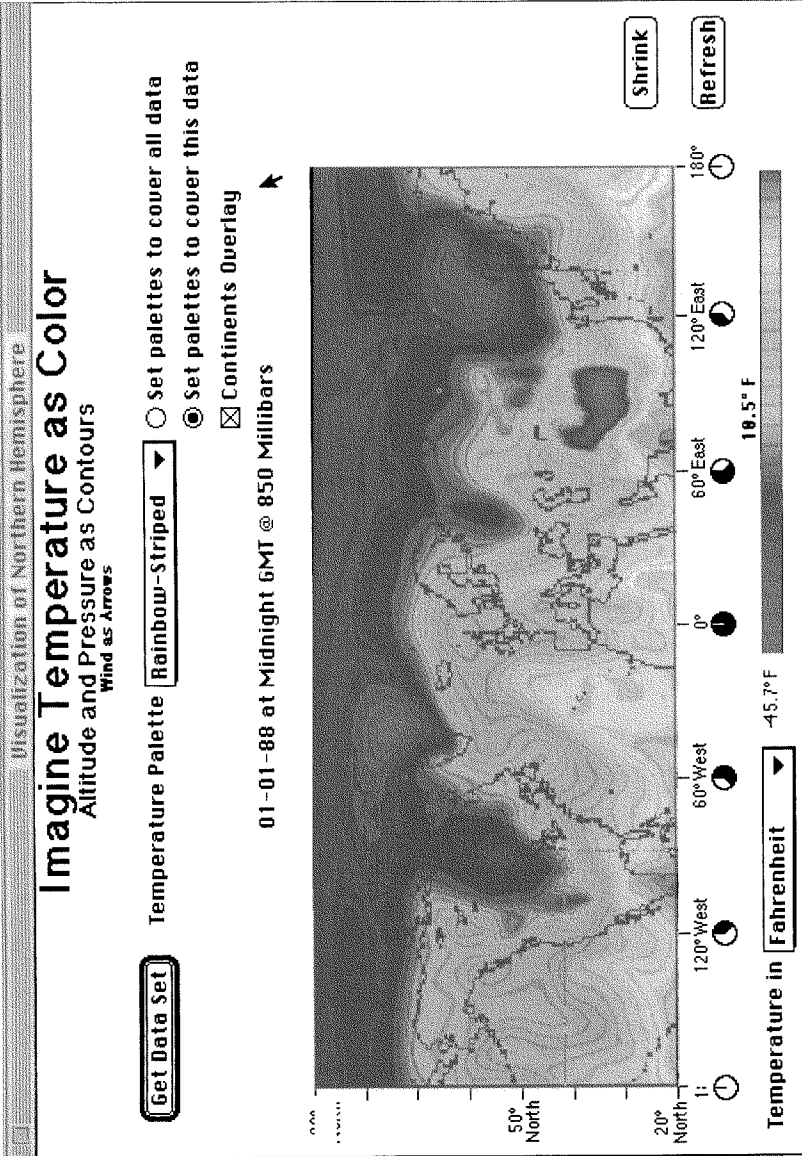 Visualization of Northern Hemisphere
Imagine Temperature as Color
Altitude and Pressure as Contours
Wind as Arrows
Get Data Set
Temperature Palette Rainbow-Striped
Set palettes to cover all data
Set palettes to cover this data
Continents Overlay
01-01-88 at Midnight GMT @ 850 Millibars
50°
North
20°
North
120° West
60° West
0°
60° East
120° East
180°
Shrink
Refresh
Temperature in Fahrenheit
-45.7° F
18.5° F